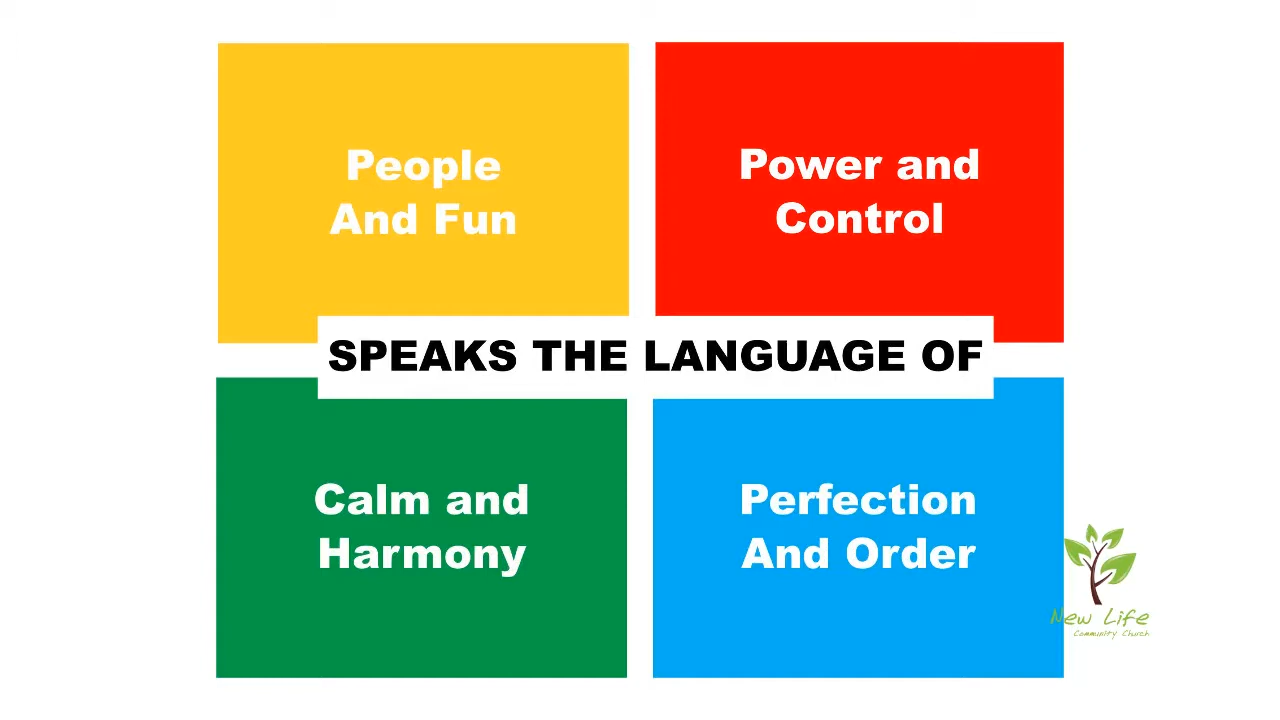 People
And Fun
Power and
Control
SPEAKS THE LANGUAGE OF
Calm and
Harmony
Perfection
And Order
New Life
Community Church